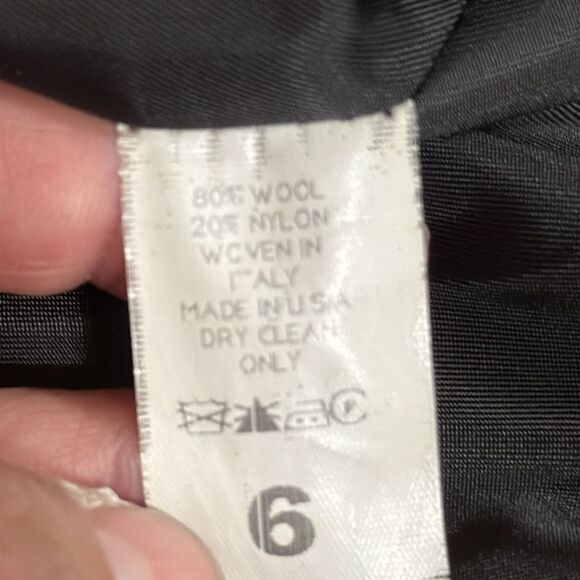 80% WOOL
20% NYLON
WOVEN IN
ITALY
MADE IN U S A
DRY CLEAN
ONLY
P
6